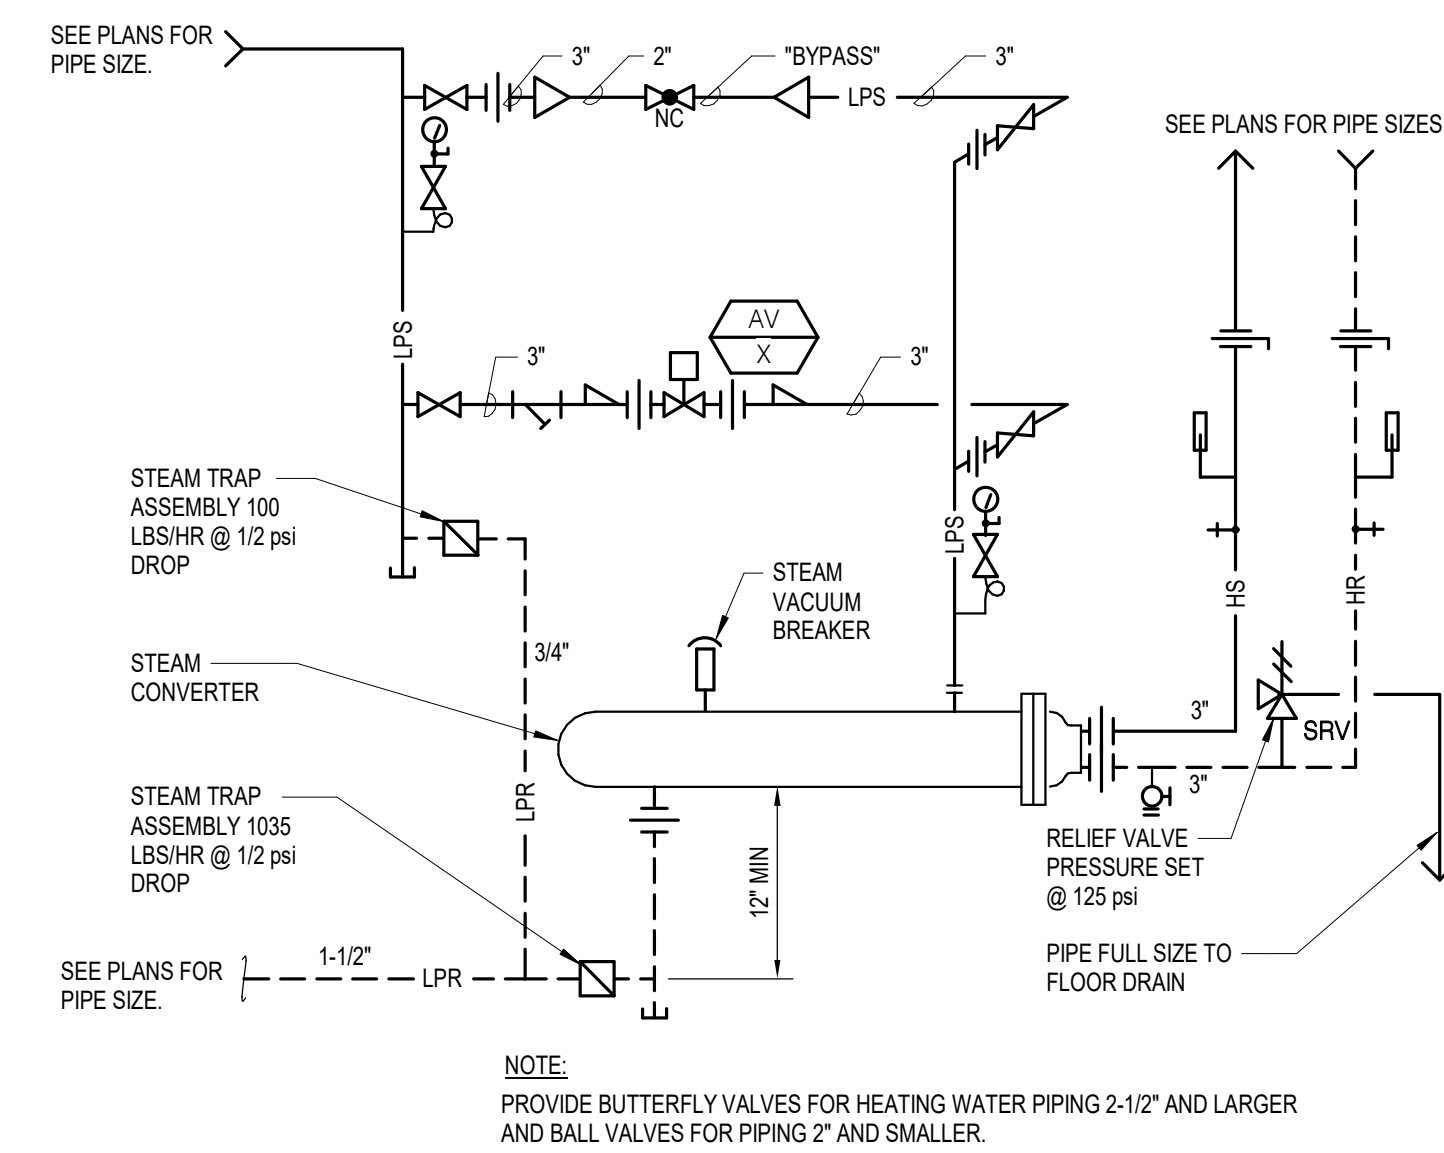 SEE PLANS FOR
PIPE SIZE.
3"
2"
"BYPASS"
3"
LPS
NC
SEE PLANS FOR PIPE SIZES
AV
X
LPS
3"
3"
STEAM TRAP
ASSEMBLY 100
LBS/HR @ 1/2 psi
DROP
LPS
STEAM
VACUUM
BREAKER
HS
HR
3/4"
STEAM
CONVERTER
3"
SRV
3"
STEAM TRAP
ASSEMBLY 1035
LBS/HR @ 1/2 psi
DROP
LPR
12" MIN
RELIEF VALVE
PRESSURE SET
@ 125 psi
1-1/2"
LPR
SEE PLANS FOR
PIPE SIZE.
PIPE FULL SIZE TO
FLOOR DRAIN
NOTE:
PROVIDE BUTTERFLY VALVES FOR HEATING WATER PIPING 2-1/2" AND LARGER
AND BALL VALVES FOR PIPING 2" AND SMALLER.